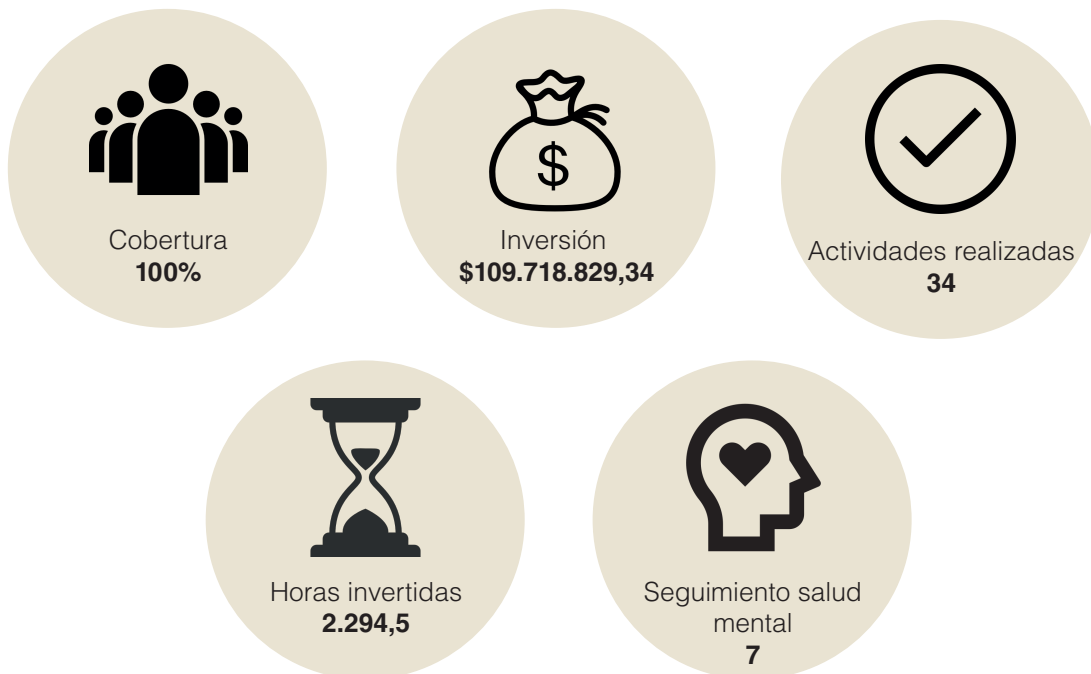 Cobertura
100%
$
Inversión
$109.718.829,34
Actividades realizadas
34
Horas invertidas
2.294,5
Seguimiento salud
mental
7